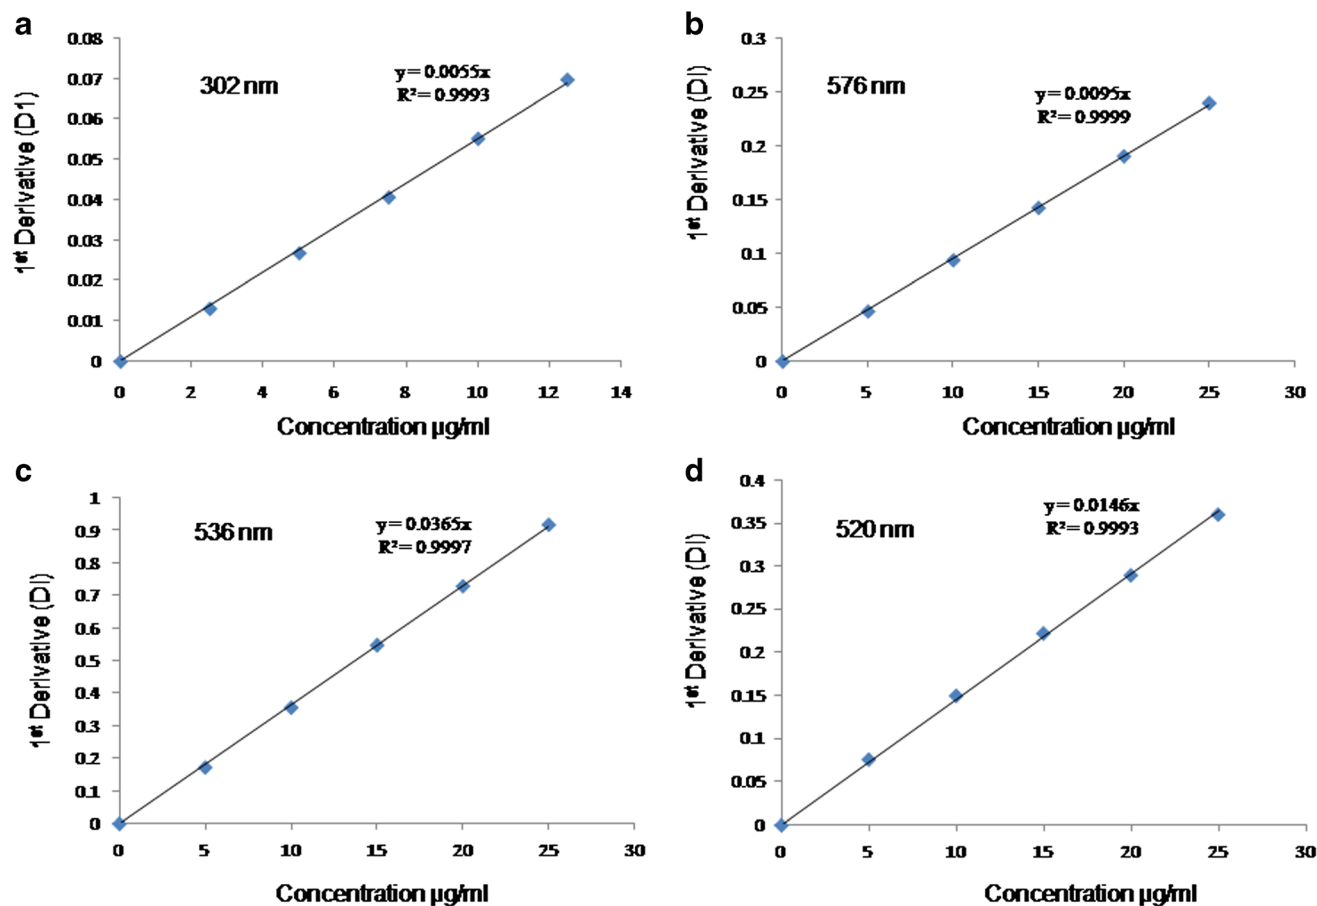 a
0.08
0.07
0.06
0.05
0.04
0.03
0.02
0.01
0
1st Derivative (D1)
302 nm
y = 0.0055x
R² = 0.9993
0 2 4 6 8 10 12 14
Concentration µg/ml
b
0.3
0.25
0.2
0.15
0.1
0.05
0
1st Derivative (DI)
576 nm
y = 0.0095x
R² = 0.9999
0 5 10 15 20 25 30
Concentration µg/ml
c
1
0.9
0.8
0.7
0.6
0.5
0.4
0.3
0.2
0.1
0
1st Derivative (DI)
536 nm
y = 0.0365x
R² = 0.9997
0 5 10 15 20 25 30
Concentration µg/ml
d
0.4
0.35
0.3
0.25
0.2
0.15
0.1
0.05
0
1st Derivative (DI)
520 nm
y = 0.0146x
R² = 0.9993
0 5 10 15 20 25 30
Concentration µg/ml